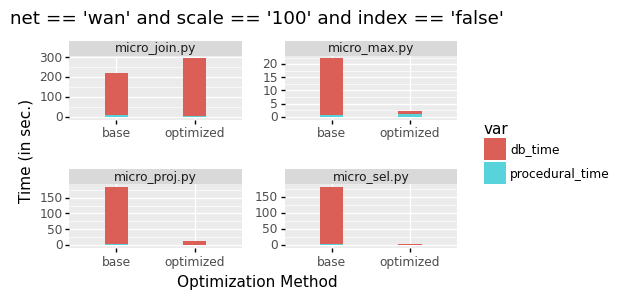 net == 'wan' and scale == '100' and index == 'false'
micro_join.py
micro_max.py
300
200
100
0
20
15
10
5
0
base
optimized
base
optimized
micro_proj.py
micro_sel.py
150
100
50
0
150
100
50
0
base
optimized
base
optimized
Time (in sec.)
Optimization Method
var
db_time
procedural_time